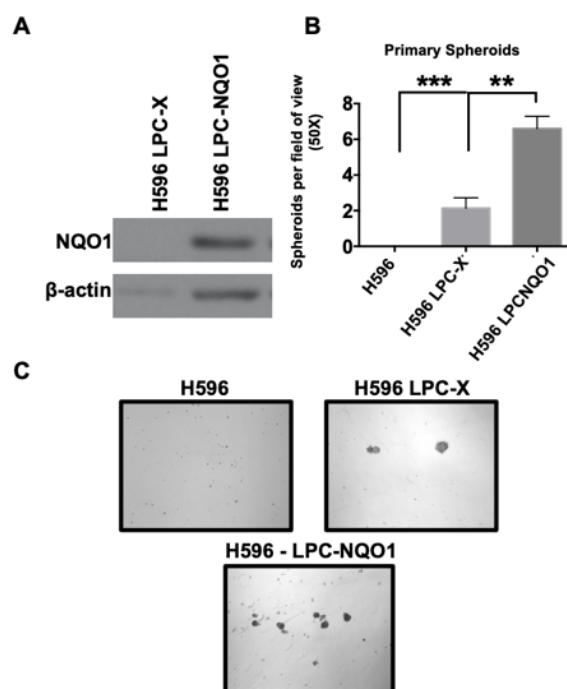 A
H596 LPC-X
H596 LPC-NQO1
NQO1
β-actin
B
Primary Spheroids
***
**
Spheroids per field of view
(50X)
8
6
4
2
0
H596
H596 LPC-X
H596 LPCNQO1
C
H596
H596 LPC-X
H596 - LPC-NQO1